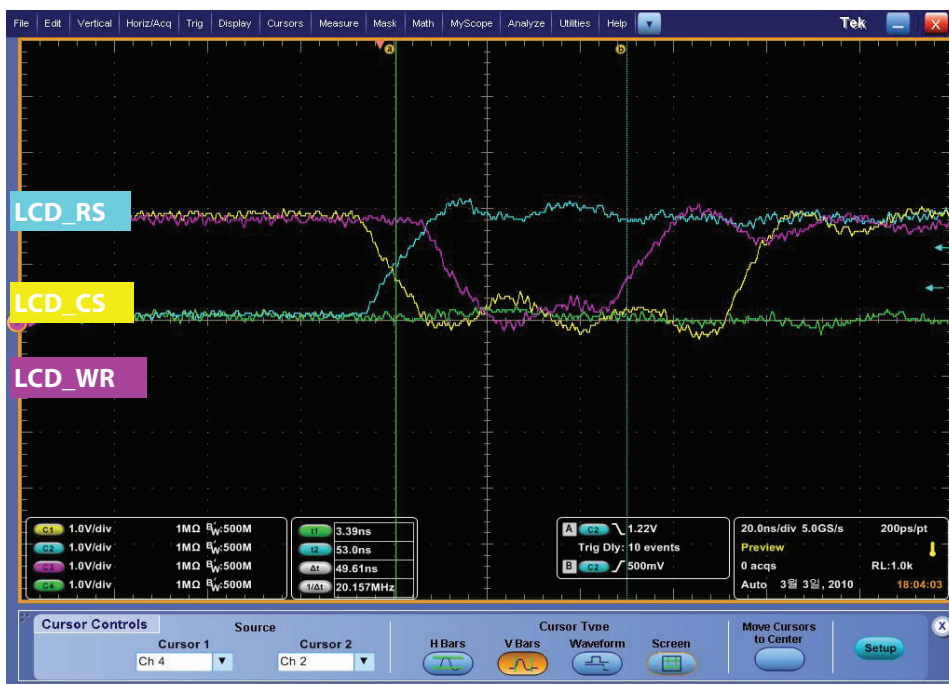 File Edit Vertical Horiz/Acq Trig Display Cursors Measure Mask Math MyScope Analyze Utilities Help Tek X
a b
LCD_RS
LCD_CS
LCD_WR
C1 1.0V/div 1MΩ BW:500M
C2 1.0V/div 1MΩ BW:500M
C3 1.0V/div 1MΩ BW:500M
C4 1.0V/div 1MΩ BW:500M
t1 3.39ns
t2 53.0ns
Δt 49.61ns
1/Δt 20.157MHz
A C2 1.22V
Trig Dly: 10 events
B C2 500mV
20.0ns/div 5.0GS/s 200ps/pt
Preview
0 acqs RL:1.0k
Auto 3월 3일, 2010 18:04:03
Cursor Controls
Source
Cursor 1 Cursor 2
Ch 4 Ch 2
Cursor Type
H Bars V Bars Waveform Screen
Move Cursors
to Center
Setup
X